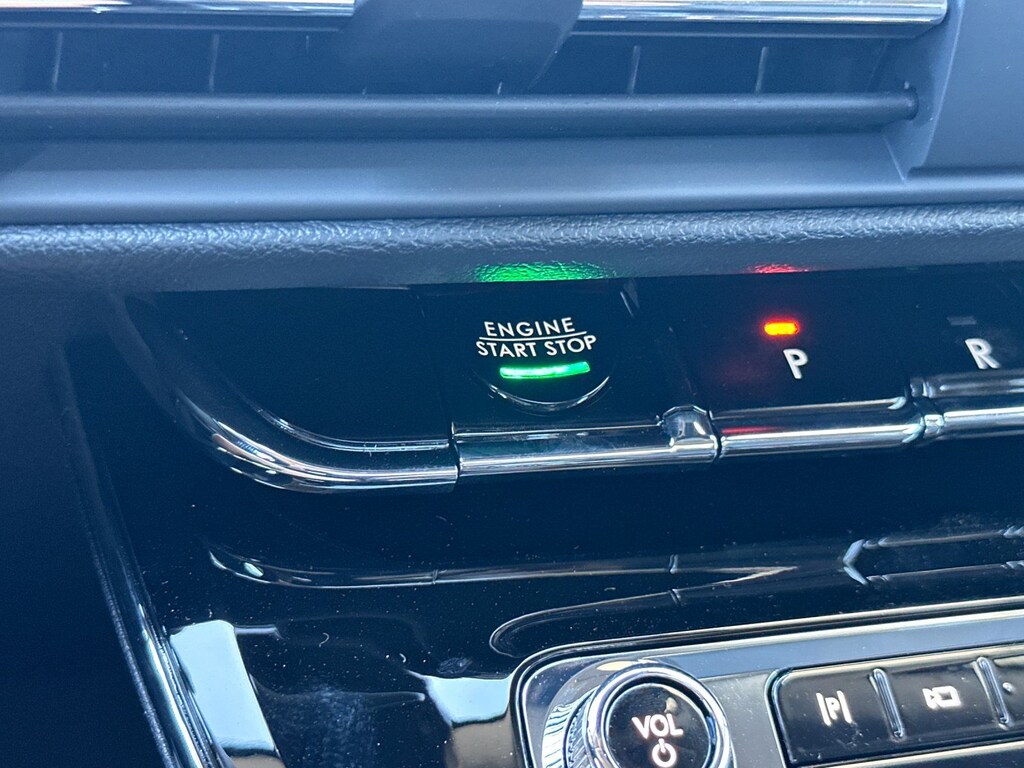 ENGINE
START STOP
P
R
VOL
P